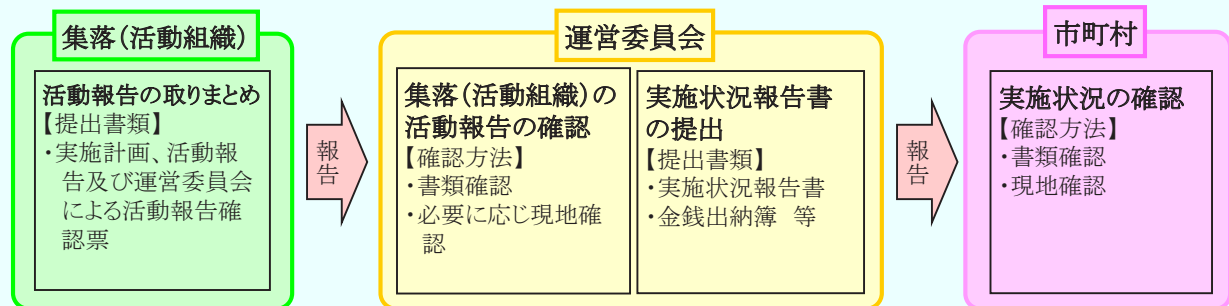 集落(活動組織)
活動報告の取りまとめ
【提出書類】
・実施計画、活動報
告及び運営委員会
による活動報告確
認票
報
告
運営委員会
集落(活動組織)の
活動報告の確認
【確認方法】
・書類確認
・必要に応じ現地確
認
実施状況報告書
の提出
【提出書類】
・実施状況報告書
・金銭出納簿 等
報
告
市町村
実施状況の確認
【確認方法】
・書類確認
・現地確認